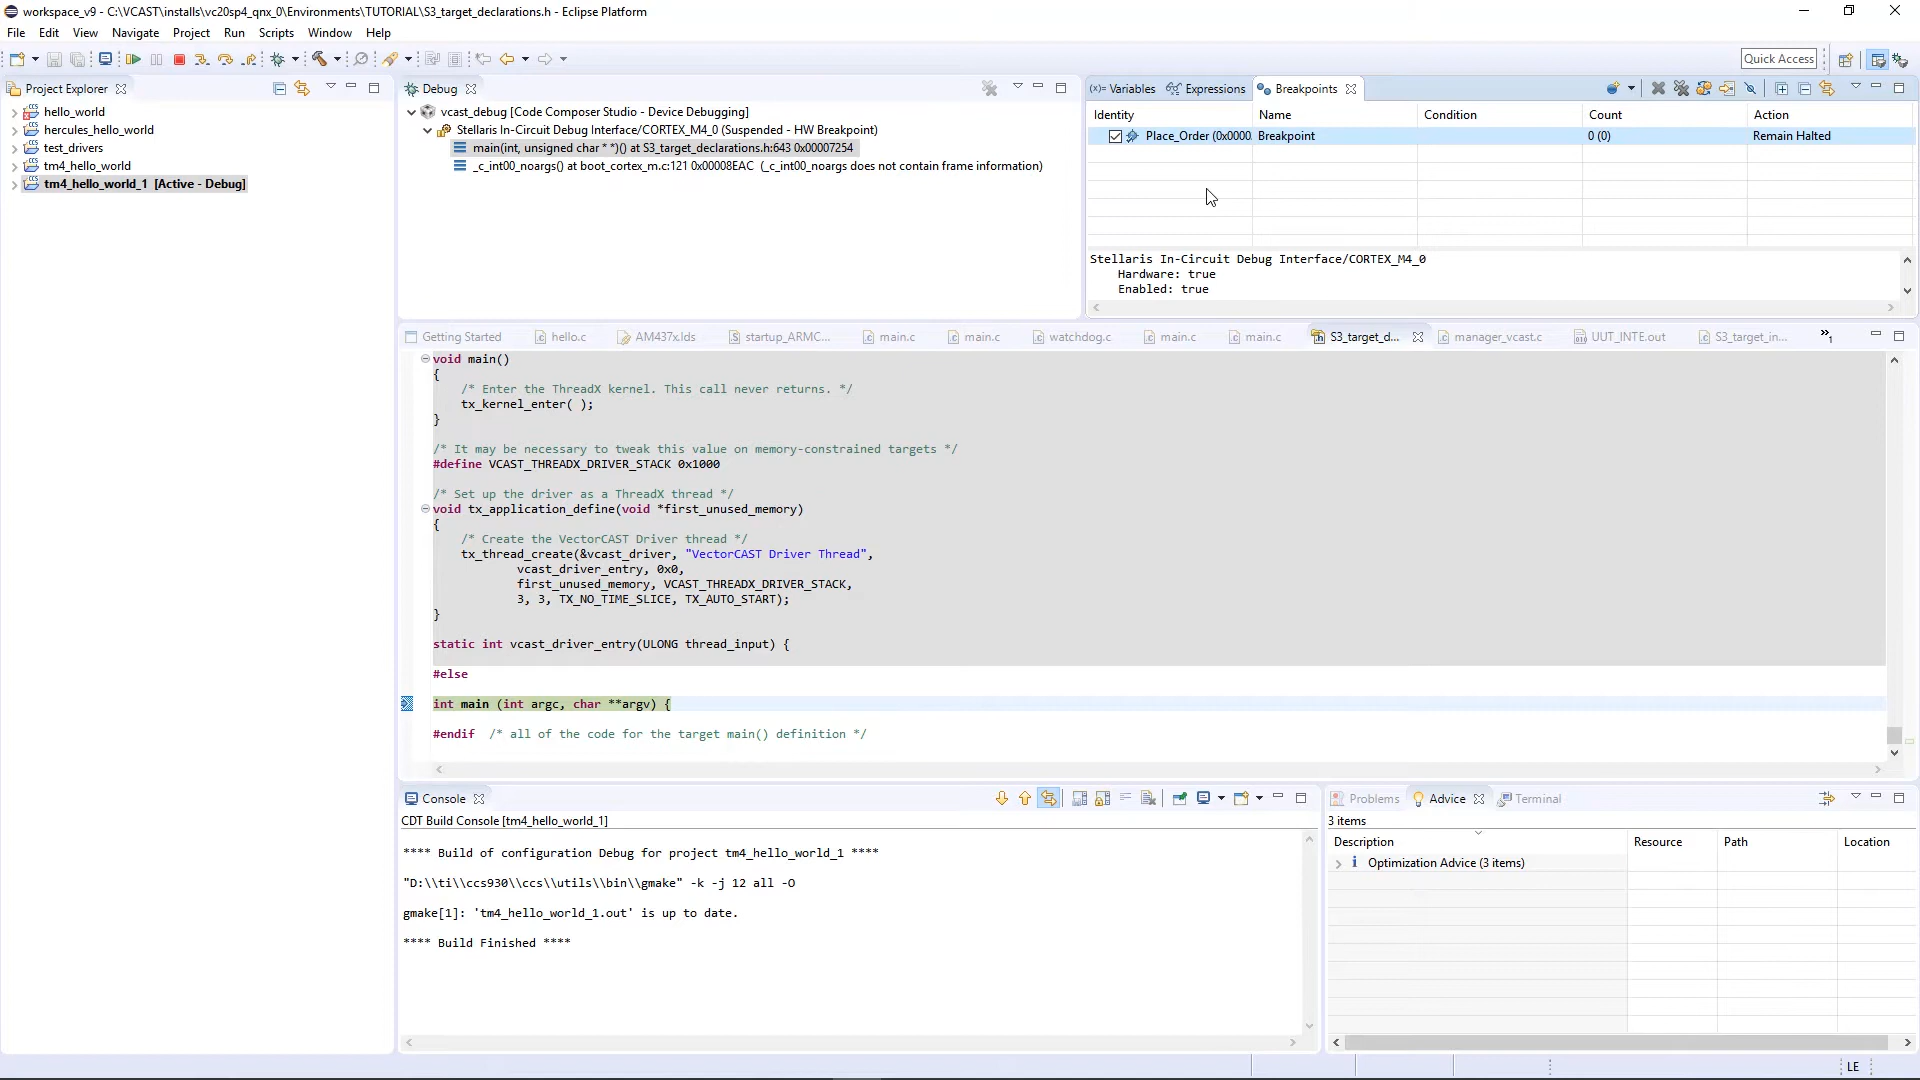 workspace_v9 - C:\VCAST\installs\vc20sp4_qnx_0\Environments\TUTORIAL\S3_target_declarations.h - Eclipse Platform
File Edit View Navigate Project Run Scripts Window Help
Quick Access
Project Explorer
hello_world
hercules_hello_world
test_drivers
tm4_hello_world
tm4_hello_world_1 [Active - Debug]
Debug
vcast_debug [Code Composer Studio - Device Debugging]
Stellaris In-Circuit Debug Interface/CORTEX_M4_0 (Suspended - HW Breakpoint)
main(int, unsigned char * *)() at S3_target_declarations.h:643 0x00007254
_c_int00_noargs() at boot_cortex_m.c:121 0x00008EAC (_c_int00_noargs does not contain frame information)
(x)= Variables Expressions Breakpoints
Identity Name Condition Count Action
Place_Order (0x0000. Breakpoint 0 (0) Remain Halted
Stellaris In-Circuit Debug Interface/CORTEX_M4_0
Hardware: true
Enabled: true
Getting Started hello.c AM437x.lds startup_ARMC... main.c main.c watchdog.c main.c main.c S3_target_d... manager_vcast.c UUT_INTE.out S3_target_in... »1
void main()
{
/* Enter the ThreadX kernel. This call never returns. */
tx_kernel_enter( );
}
/* It may be necessary to tweak this value on memory-constrained targets */
#define VCAST_THREADX_DRIVER_STACK 0x1000
/* Set up the driver as a ThreadX thread */
void tx_application_define(void *first_unused_memory)
{
/* Create the VectorCAST Driver thread */
tx_thread_create(&vcast_driver, "VectorCAST Driver Thread",
vcast_driver_entry, 0x0,
first_unused_memory, VCAST_THREADX_DRIVER_STACK,
3, 3, TX_NO_TIME_SLICE, TX_AUTO_START);
}
static int vcast_driver_entry(ULONG thread_input) {
#else
int main (int argc, char **argv) {
#endif /* all of the code for the target main() definition */
Console
CDT Build Console [tm4_hello_world_1]
**** Build of configuration Debug for project tm4_hello_world_1 ****
"D:\\ti\\ccs930\\ccs\\utils\\bin\\gmake" -k -j 12 all -O
gmake[1]: 'tm4_hello_world_1.out' is up to date.
**** Build Finished ****
Problems Advice Terminal
3 items
Description Resource Path Location
Optimization Advice (3 items)
LE